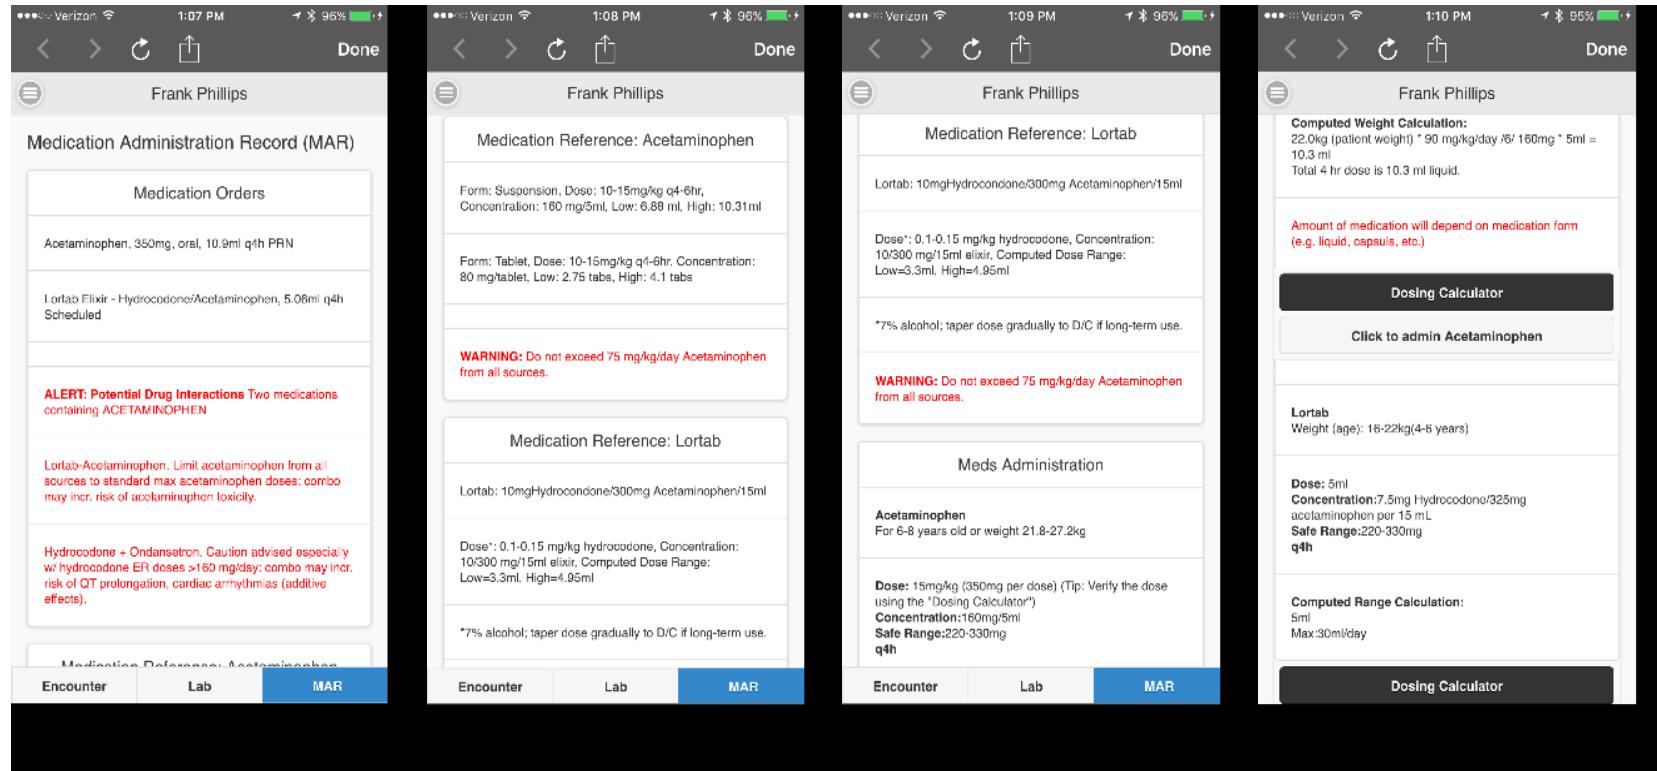 Verizon 1:07 PM 96%
Done
Frank Phillips
Medication Administration Record (MAR)
Medication Orders
Acetaminophen, 350mg, oral, 10.9ml q4h PRN
Lortab Elixir - Hydrocodone/Acetaminophen, 5.06ml q4h
Scheduled
ALERT: Potential Drug Interactions Two medications
containing ACETAMINOPHEN
Lortab-Acetaminophen. Limit acetaminophen from all
sources to standard max acetaminophen doses: combo
may incr. risk of acetaminophen toxicity.
Hydrocodone + Ondansetron. Caution advised especially
w/ hydrocodone ER doses >160 mg/day: combo may incr.
risk of QT prolongation, cardiac arrhythmias (additive
effects).
Medication Reference: Acetaminophen
Encounter Lab MAR
Verizon 1:08 PM 96%
Done
Frank Phillips
Medication Reference: Acetaminophen
Form: Suspension, Dose: 10-15mg/kg q4-6hr,
Concentration: 160 mg/5ml, Low: 6.88 ml, High: 10.31ml
Form: Tablet, Dose: 10-15mg/kg q4-6hr, Concentration:
80 mg/tablet, Low: 2.75 tabs, High: 4.1 tabs
WARNING: Do not exceed 75 mg/kg/day Acetaminophen
from all sources.
Medication Reference: Lortab
Lortab: 10mgHydrocondone/300mg Acetaminophen/15ml
Dose*: 0.1-0.15 mg/kg hydrocodone, Concentration:
10/300 mg/15ml elixir, Computed Dose Range:
Low=3.3ml, High=4.95ml
*7% alcohol; taper dose gradually to D/C if long-term use.
Encounter Lab MAR
Verizon 1:09 PM 96%
Done
Frank Phillips
Medication Reference: Lortab
Lortab: 10mgHydrocondone/300mg Acetaminophen/15ml
Dose*: 0.1-0.15 mg/kg hydrocodone, Concentration:
10/300 mg/15ml elixir, Computed Dose Range:
Low=3.3ml, High=4.95ml
*7% alcohol; taper dose gradually to D/C if long-term use.
WARNING: Do not exceed 75 mg/kg/day Acetaminophen
from all sources.
Meds Administration
Acetaminophen
For 6-8 years old or weight 21.8-27.2kg
Dose: 15mg/kg (350mg per dose) (Tip: Verify the dose
using the "Dosing Calculator")
Concentration:160mg/5ml
Safe Range:220-330mg
q4h
Encounter Lab MAR
Verizon 1:10 PM 95%
Done
Frank Phillips
Computed Weight Calculation:
22.0kg (patient weight) * 90 mg/kg/day /6/ 160mg * 5ml =
10.3 ml
Total 4 hr dose is 10.3 ml liquid.
Amount of medication will depend on medication form
(e.g. liquid, capsuls, etc.)
Dosing Calculator
Click to admin Acetaminophen
Lortab
Weight (age): 16-22kg(4-6 years)
Dose: 5ml
Concentration:7.5mg Hydrocodone/325mg
acetaminophen per 15 mL
Safe Range:220-330mg
q4h
Computed Range Calculation:
5ml
Max:30ml/day
Dosing Calculator